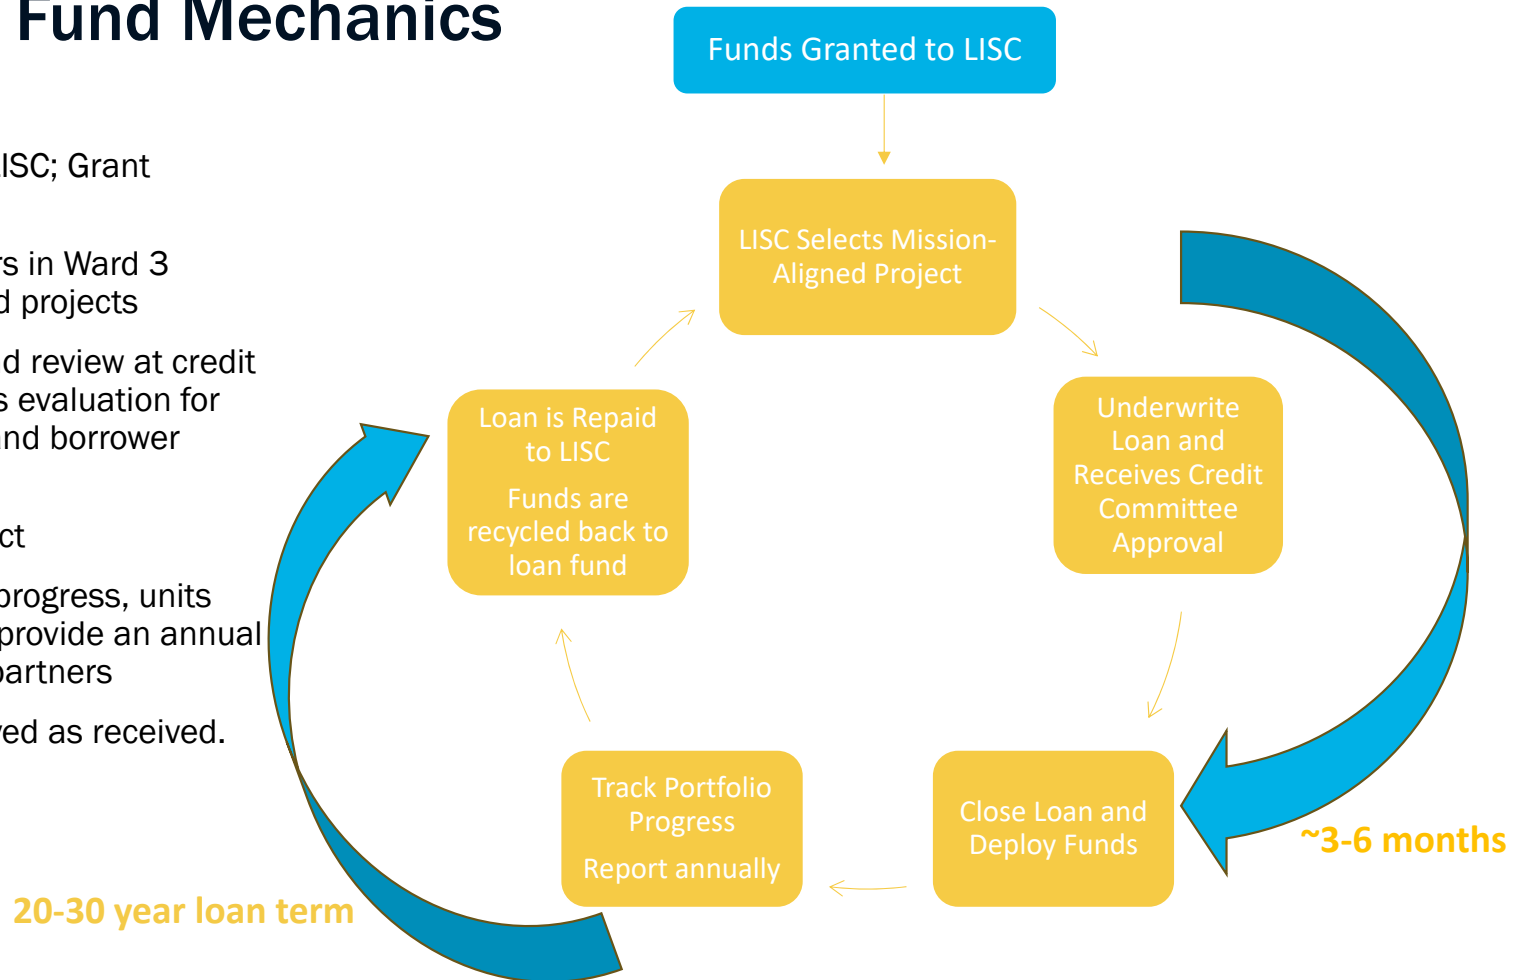 Fund Mechanics
Funds Granted to LISC
LISC; Grant
rs in Ward 3
d projects
d review at credit
s evaluation for
and borrower
ct
progress, units
provide an annual
partners
ved as received.
LISC Selects Mission-
Aligned Project
Underwrite
Loan and
Receives Credit
Committee
Approval
Close Loan and
Deploy Funds
~3-6 months
Track Portfolio
Progress
Report annually
20-30 year loan term
Loan is Repaid
to LISC
Funds are
recycled back to
loan fund